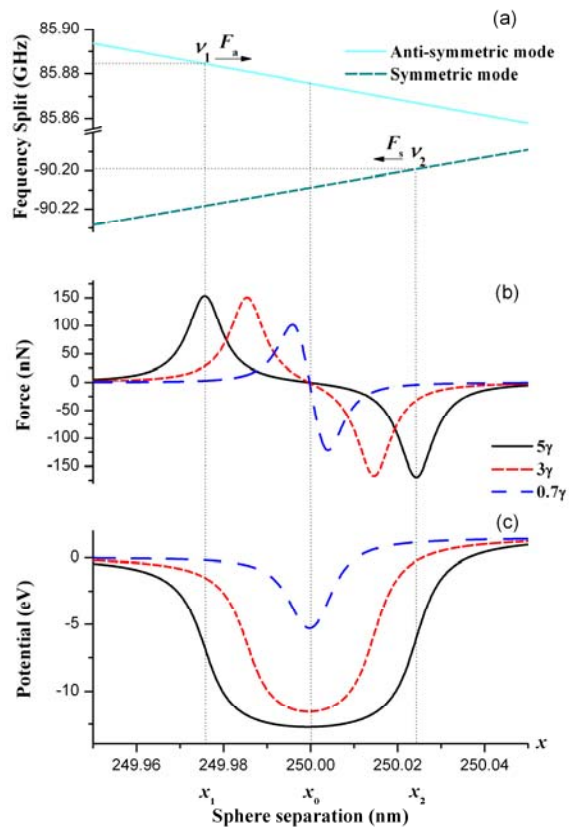 (a)
85.90
85.88
85.86
-90.20
-90.22
Fequency Split (GHz)
ν1 Fa
Anti-symmetric mode
Symmetric mode
Fs ν2
(b)
150
100
50
0
-50
-100
-150
Force (nN)
5γ
3γ
0.7γ
(c)
0
-5
-10
Potential (eV)
249.96 249.98 250.00 250.02 250.04
x
x1 x0 x2
Sphere separation (nm)